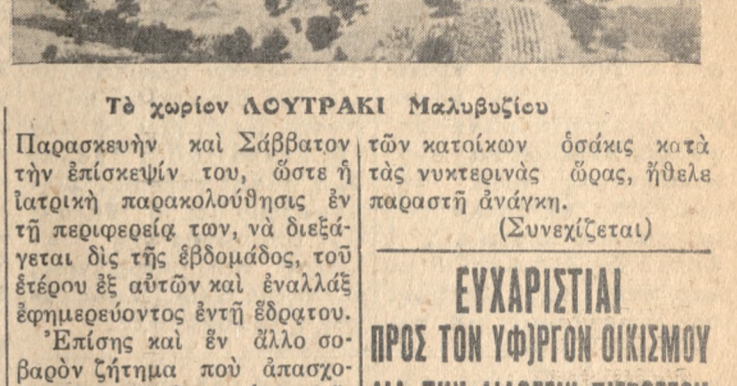 Τὸ χωρίον ΛΟΥΤΡΑΚΙ Μαλυβυζίου
Παρασκευὴν καὶ Σάββατον
τὴν ἐπίσκεψίν του, ὥστε ἡ
ἰατρικὴ παρακολούθησις ἐν
τῇ περιφερείᾳ των, νὰ διεξά-
γεται δὶς τῆς ἑβδομάδος, τοῦ
ἑτέρου ἐξ αὐτῶν καὶ ἐναλλάξ
ἐφημερεύοντος ἐντῇ ἕδρᾳτου.
Ἐπίσης καὶ ἓν ἄλλο σο-
βαρὸν ζήτημα ποὺ ἀπασχο-
τῶν κατοίκων ὁσάκις κατὰ
τὰς νυκτερινὰς ὥρας, ἤθελε
παραστῆ ἀνάγκη.
(Συνεχίζεται)
ΕΥΧΑΡΙΣΤΙΑΙ
ΠΡΟΣ ΤΟΝ ΥΦ)ΡΓΟΝ ΟΙΚΙΣΜΟΥ